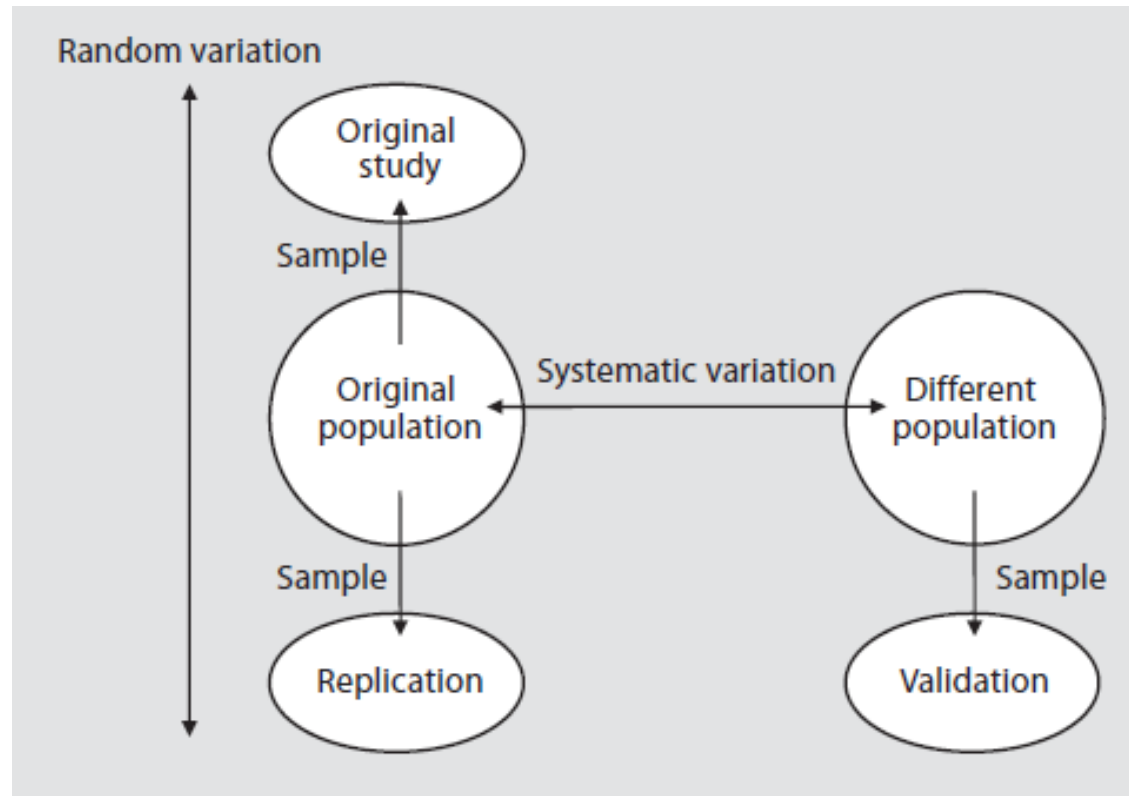 Random variation
Original
study
Sample
Original
population
Systematic variation
Different
population
Sample
Sample
Replication
Validation